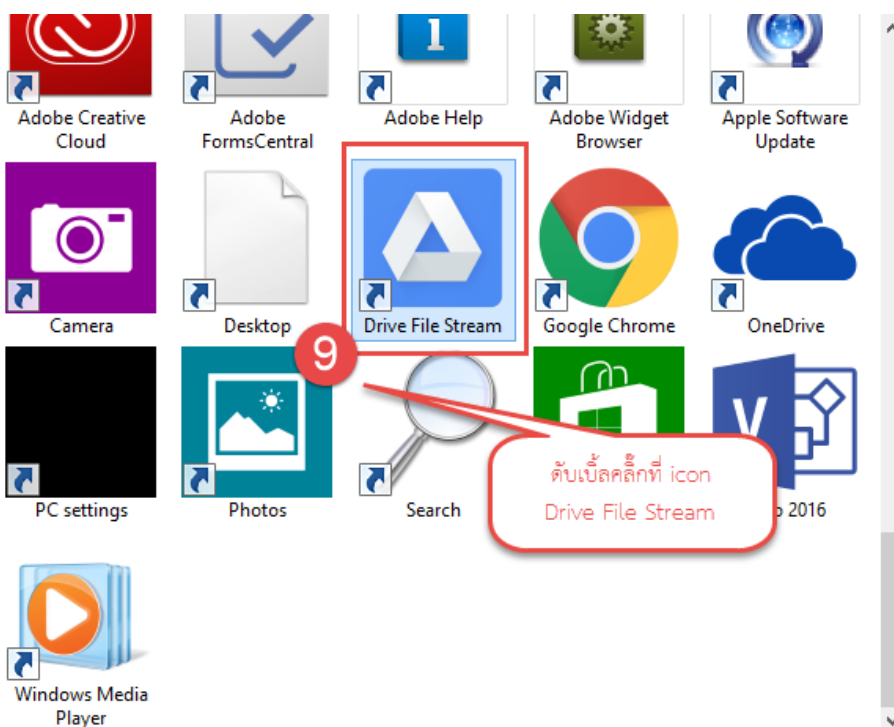 Adobe Creative
Cloud
Adobe
FormsCentral
Adobe Help
Adobe Widget
Browser
Apple Software
Update
Camera
Desktop
Drive File Stream
Google Chrome
OneDrive
9
PC settings
Photos
Search
2016
ดับเบิ้ลคลิ๊กที่ icon
Drive File Stream
Windows Media
Player